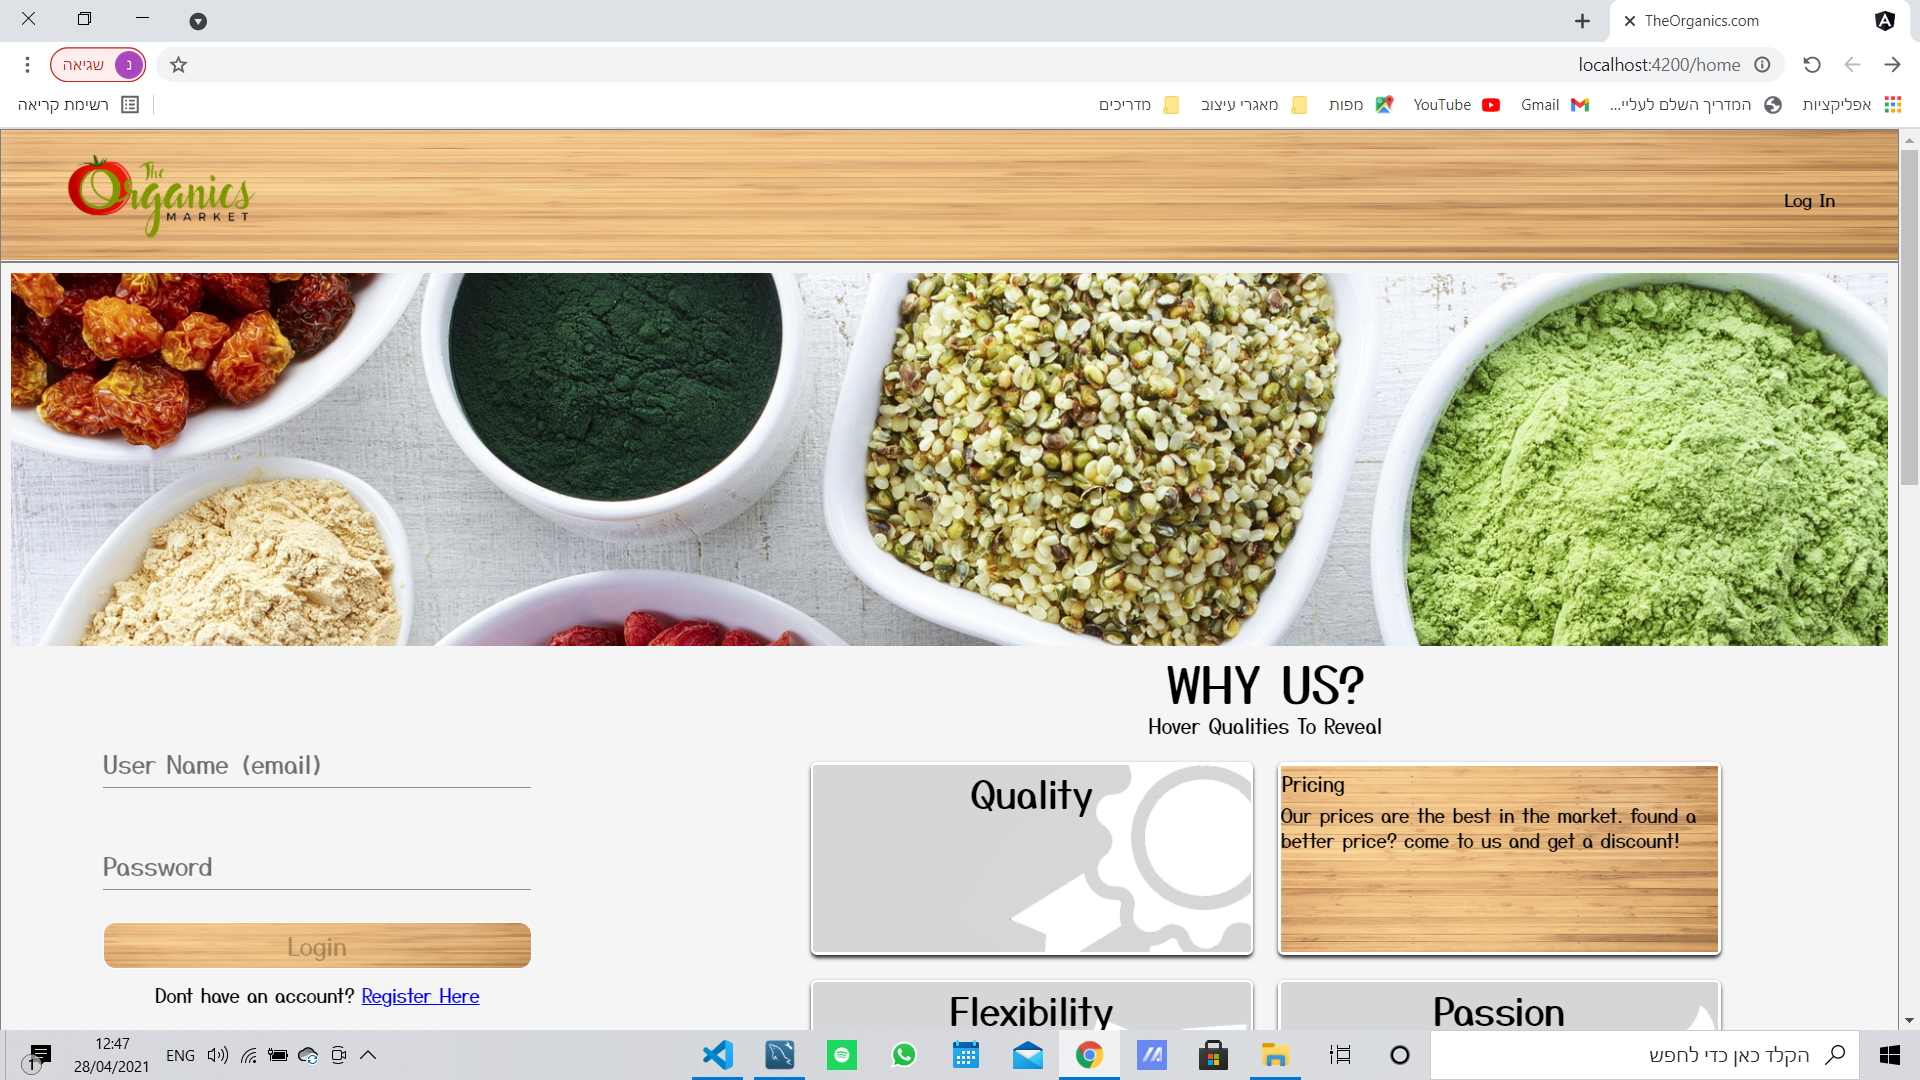 TheOrganics.com
localhost:4200/home
שגיאה
נ
אפליקציות
המדריך השלם לעליי...
Gmail
YouTube
מפות
מאגרי עיצוב
מדריכים
רשימת קריאה
The
Organics
MARKET
Log In
WHY US?
Hover Qualities To Reveal
User Name (email)
Password
Login
Dont have an account? Register Here
Quality
Pricing
Our prices are the best in the market. found a
better price? come to us and get a discount!
Flexibility
Passion
הקלד כאן כדי לחפש
ENG
12:47
28/04/2021
1